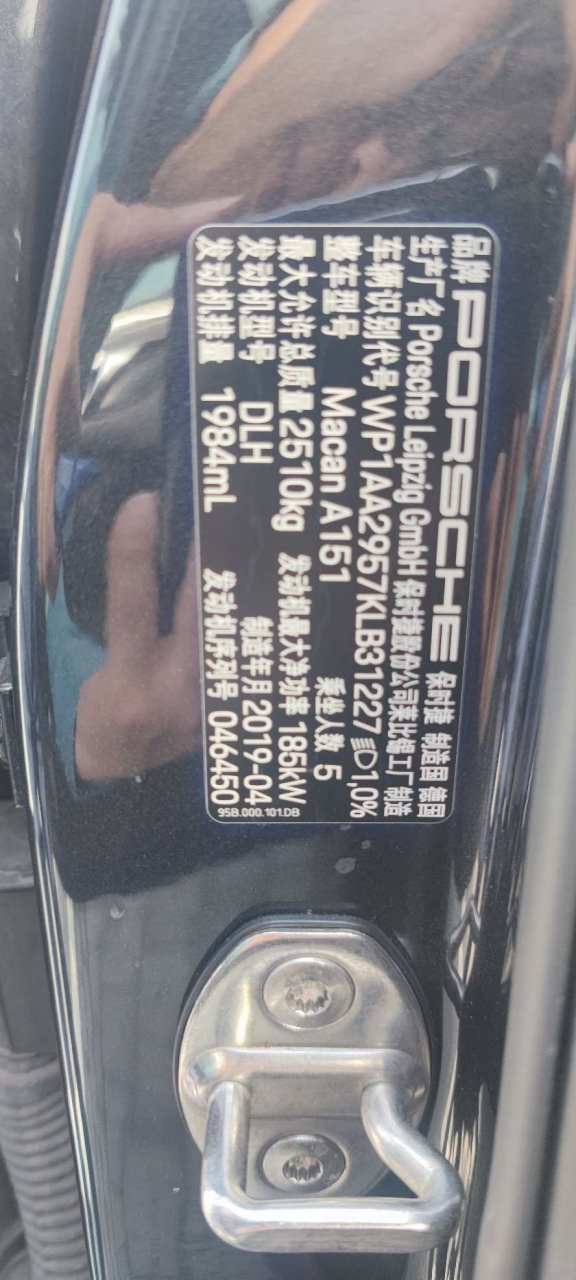 品牌 PORSCHE 保时捷 制造国 德国
生产厂名 Porsche Leipzig GmbH 保时捷股份公司莱比锡工厂 制造
车辆识别代号 WP1AA2957KLB31227 1,0%
整车型号 Macan A151 乘坐人数 5
最大允许总质量 2510kg 发动机最大净功率 185kW
发动机型号 DLH 制造年月 2019-04
发动机排量 1984mL 发动机序列号 046450
95B.000.101.DB